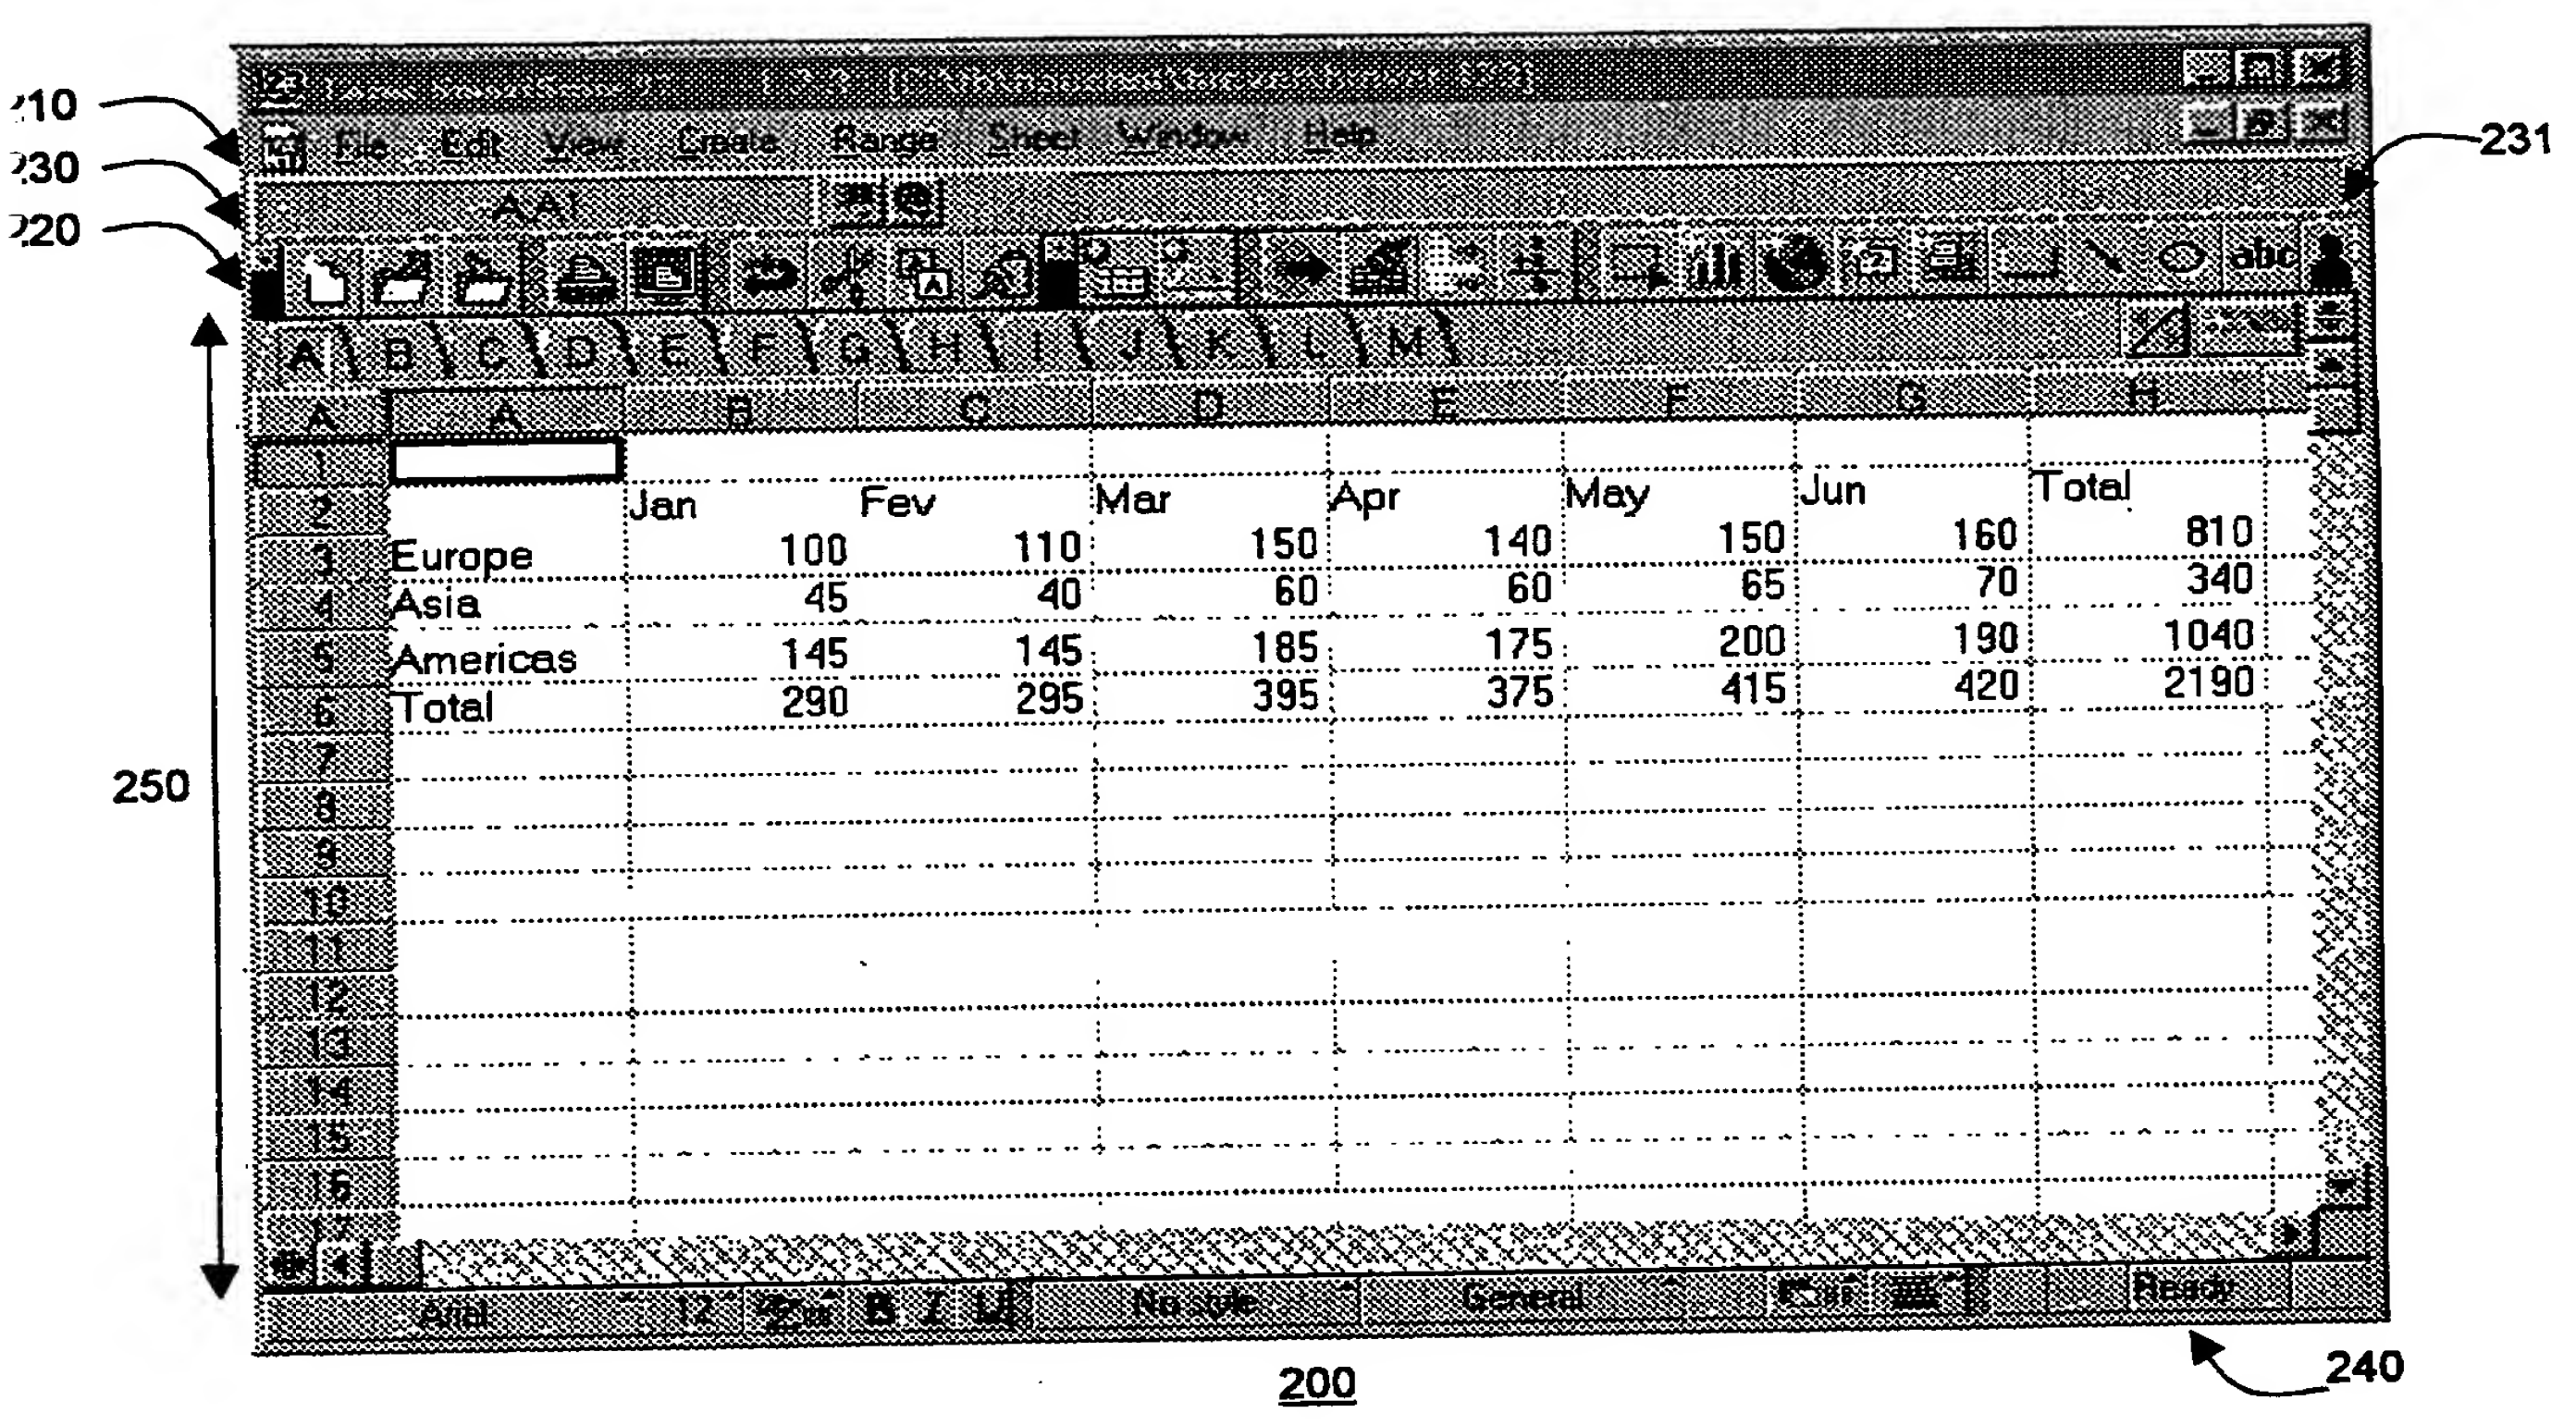 File Edit View Create Range Sheet Window Help
231
A:A1
abc
A B C D E F G H I J K L M
A A B C D E F G H
1
2 Jan Fev Mar Apr May Jun Total
3 Europe 100 110 150 140 150 160 810
4 Asia 45 40 60 60 65 70 340
5 Americas 145 145 185 175 200 190 1040
6 Total 290 295 395 375 415 420 2190
7
250
8
9
10
11
12
13
14
15
16
17
Arial 12 B I U No style General Ready
240
200